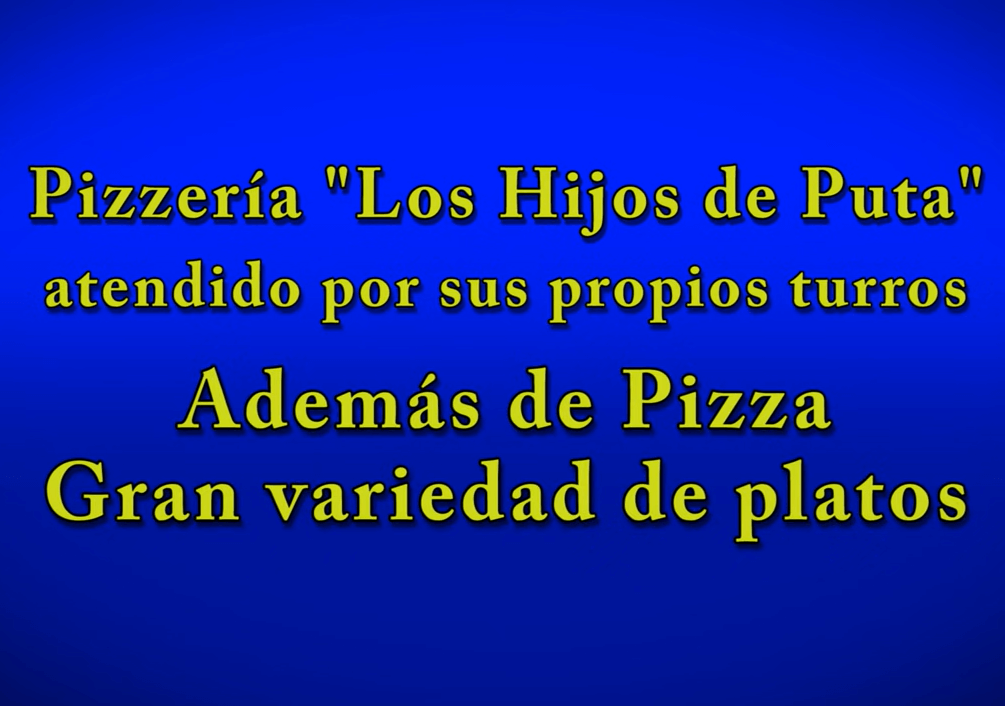 Pizzería "Los Hijos de Puta"
atendido por sus propios turros
Además de Pizza
Gran variedad de platos